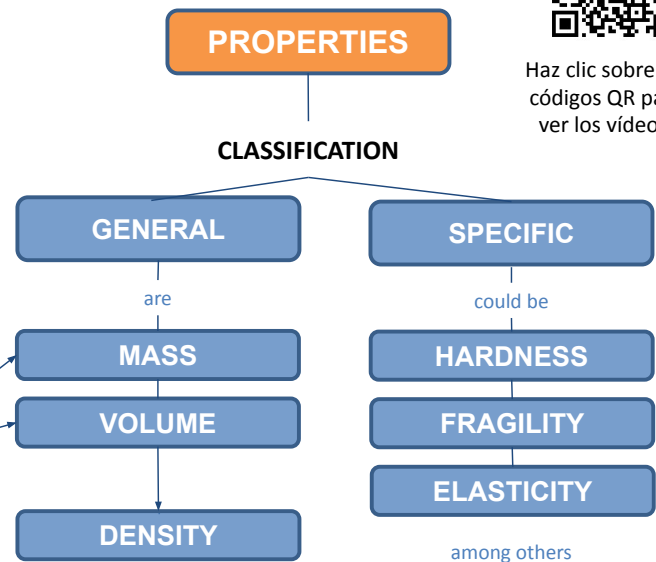 PROPERTIES
Haz clic sobre
códigos QR pa
ver los vídeo
CLASSIFICATION
GENERAL
SPECIFIC
are
could be
MASS
HARDNESS
VOLUME
FRAGILITY
ELASTICITY
DENSITY
among others